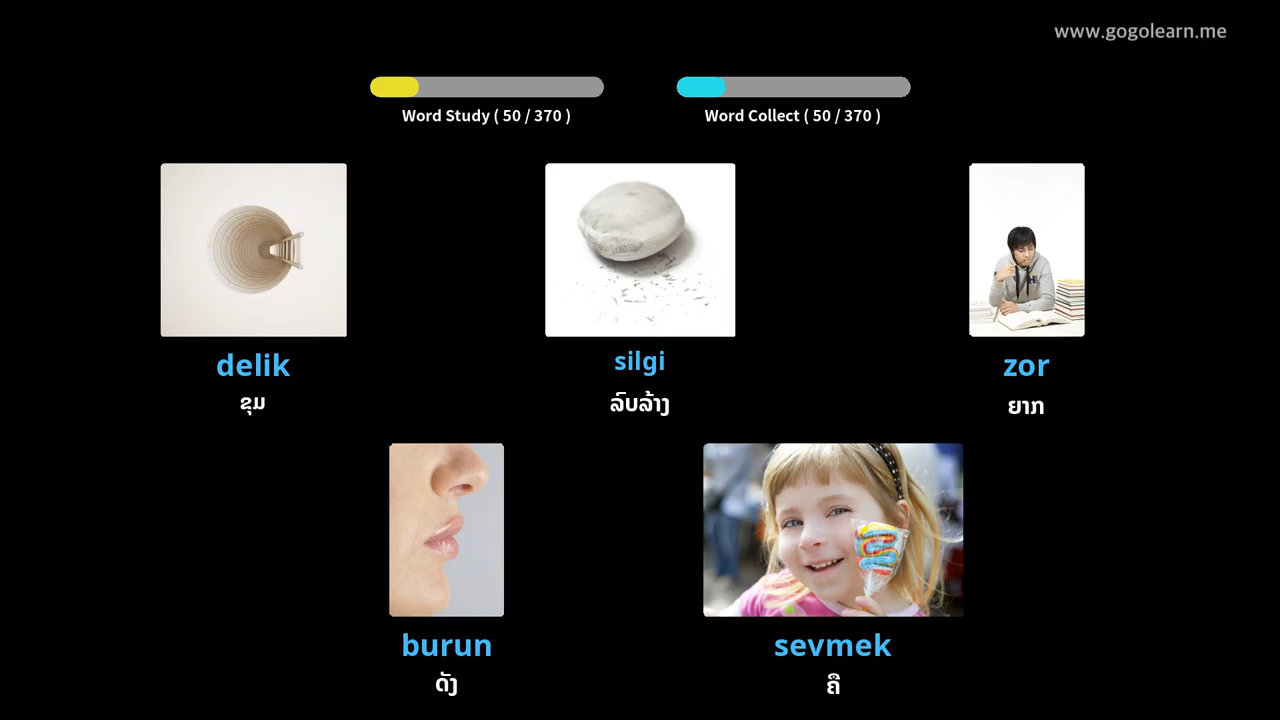 www.gogolearn.me
Word Study ( 50 / 370 )
Word Collect ( 50 / 370 )
delik
ຂຸມ
silgi
ລົບລ້າງ
zor
ຍາກ
burun
ດັງ
sevmek
ຄື